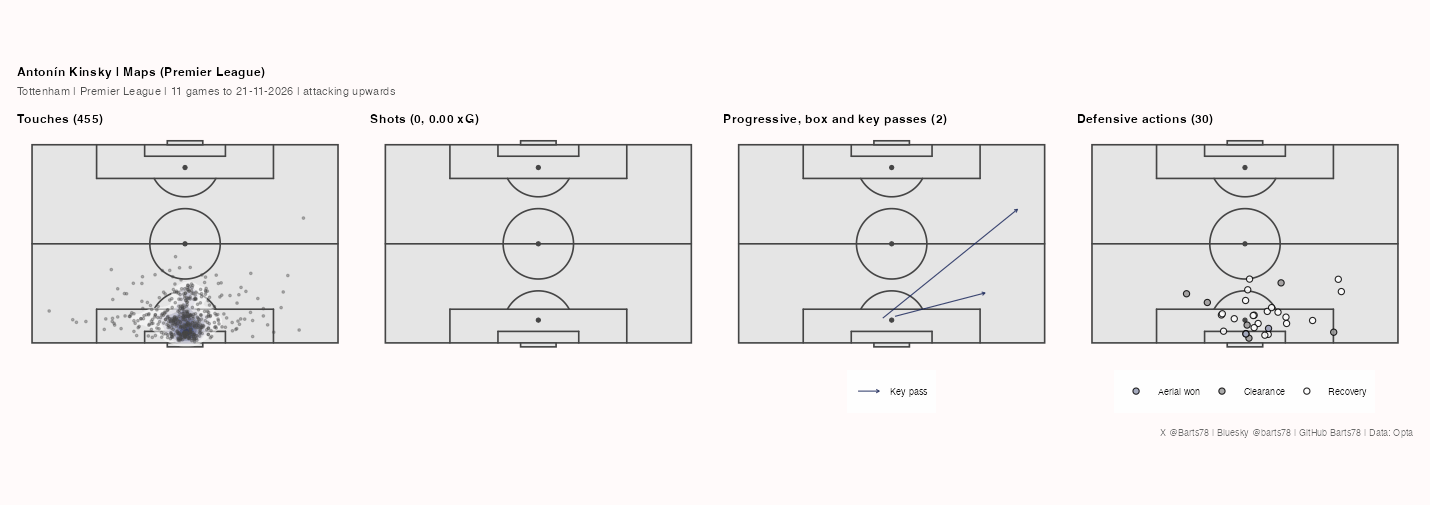 Antonín Kinsky | Maps (Premier League)
Tottenham | Premier League | 11 games to 21-11-2026 | attacking upwards
Touches (455)
Shots (0, 0.00 xG)
Progressive, box and key passes (2)
Defensive actions (30)
Key pass
Aerial won
Clearance
Recovery
X @Barts78 | Bluesky @barts78 | GitHub Barts78 | Data: Opta